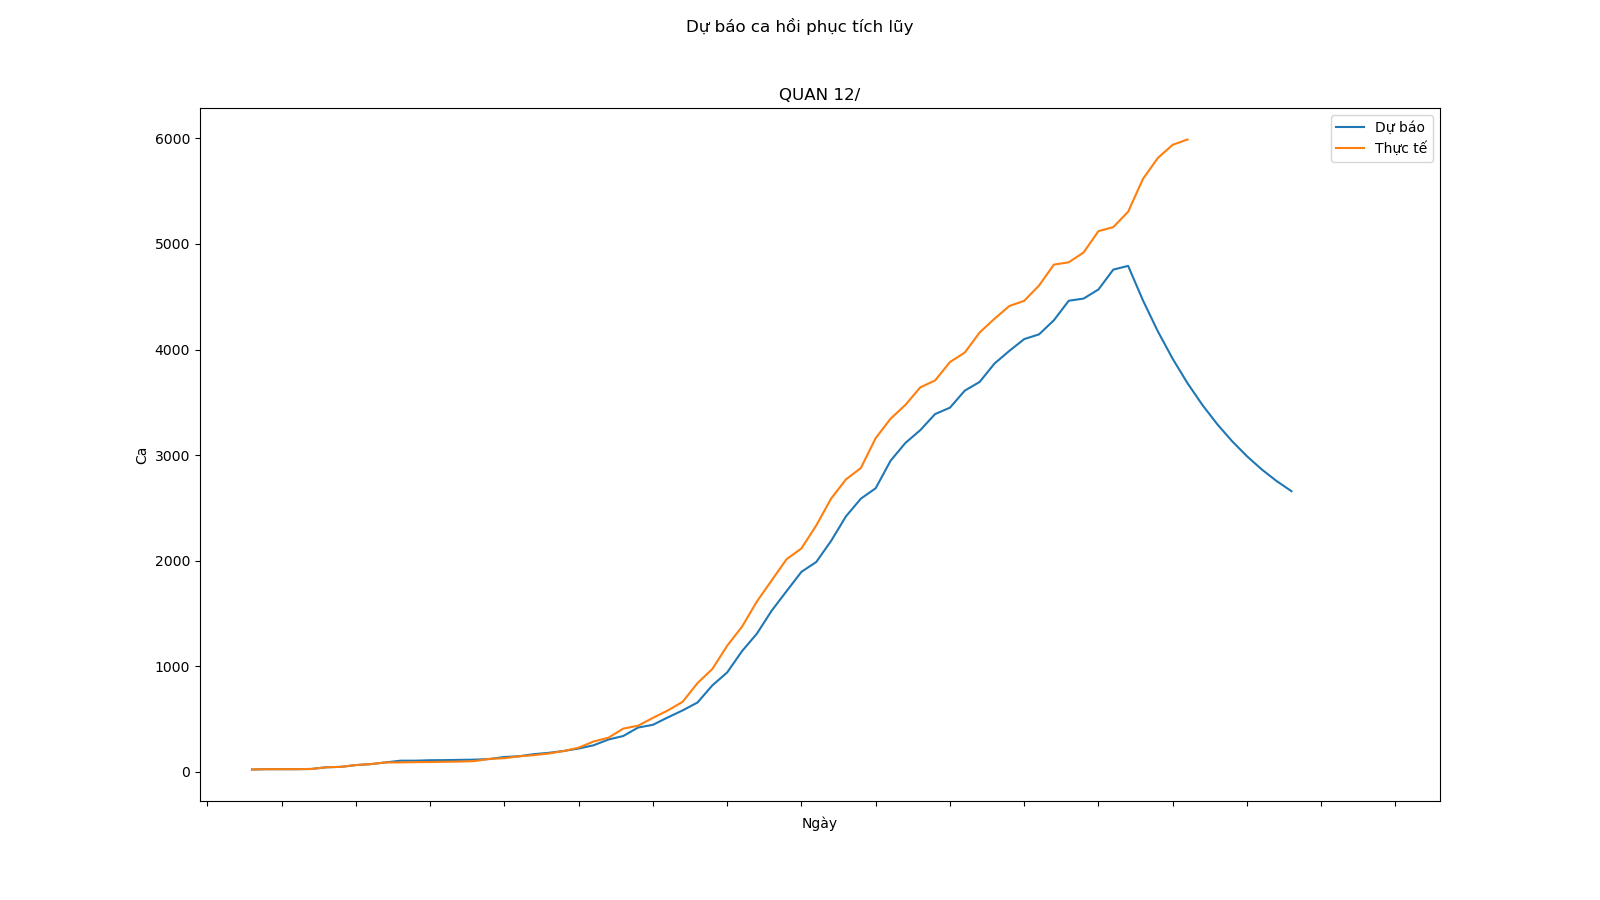 Dự báo ca hồi phục tích lũy
QUAN 12/
Dự báo
Thực tế
6000
5000
4000
3000
2000
1000
0
Ca
Ngày